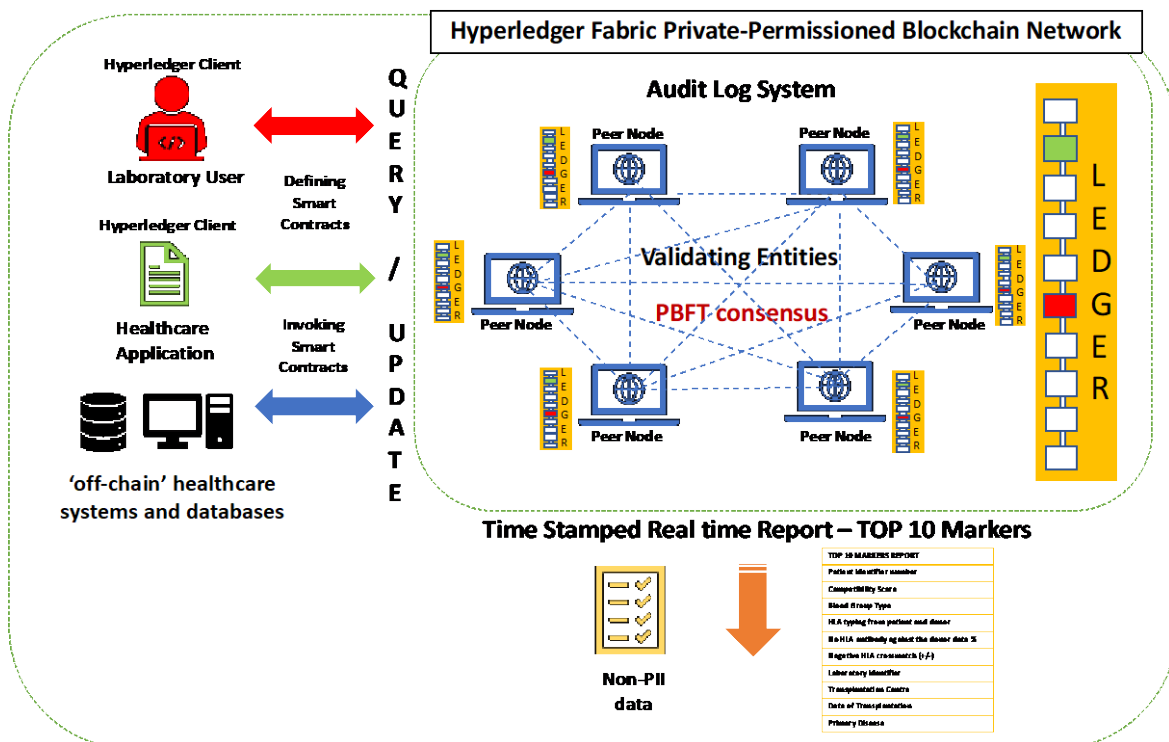 Hyperledger Fabric Private-Permissioned Blockchain Network
Hyperledger Client
Laboratory User
Defining
Smart
Contracts
Hyperledger Client
Healthcare
Application
Invoking
Smart
Contracts
‘off-chain’ healthcare
systems and databases
QUERY / UPDATE
Audit Log System
Peer Node
LEDGER
Peer Node
LEDGER
Peer Node
LEDGER
Peer Node
LEDGER
Peer Node
LEDGER
Peer Node
LEDGER
Validating Entities
PBFT consensus
LEDGER
Time Stamped Real time Report – TOP 10 Markers
Non-PII
data
TOP 10 MARKERS REPORT
Patient Identifier number
Compatibility Score
Blood Group Type
HLA typing from patient and donor
No HLA antibody against the donor data %
Negative HLA crossmatch (+/-)
Laboratory Identifier
Transplantation Centre
Date of Transplantation
Primary Disease